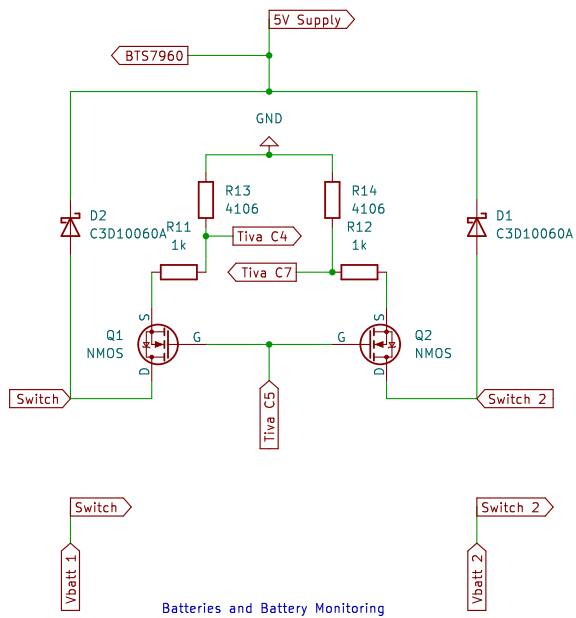 5V Supply
BTS7960
GND
R13
4106
R14
4106
D2
C3D10060A
R11
1k
R12
1k
D1
C3D10060A
Tiva C4
Tiva C7
S
S
Q1
NMOS
G
G
Q2
NMOS
D
D
Switch
Tiva C5
Switch 2
Switch
Switch 2
Vbatt 1
Vbatt 2
Batteries and Battery Monitoring